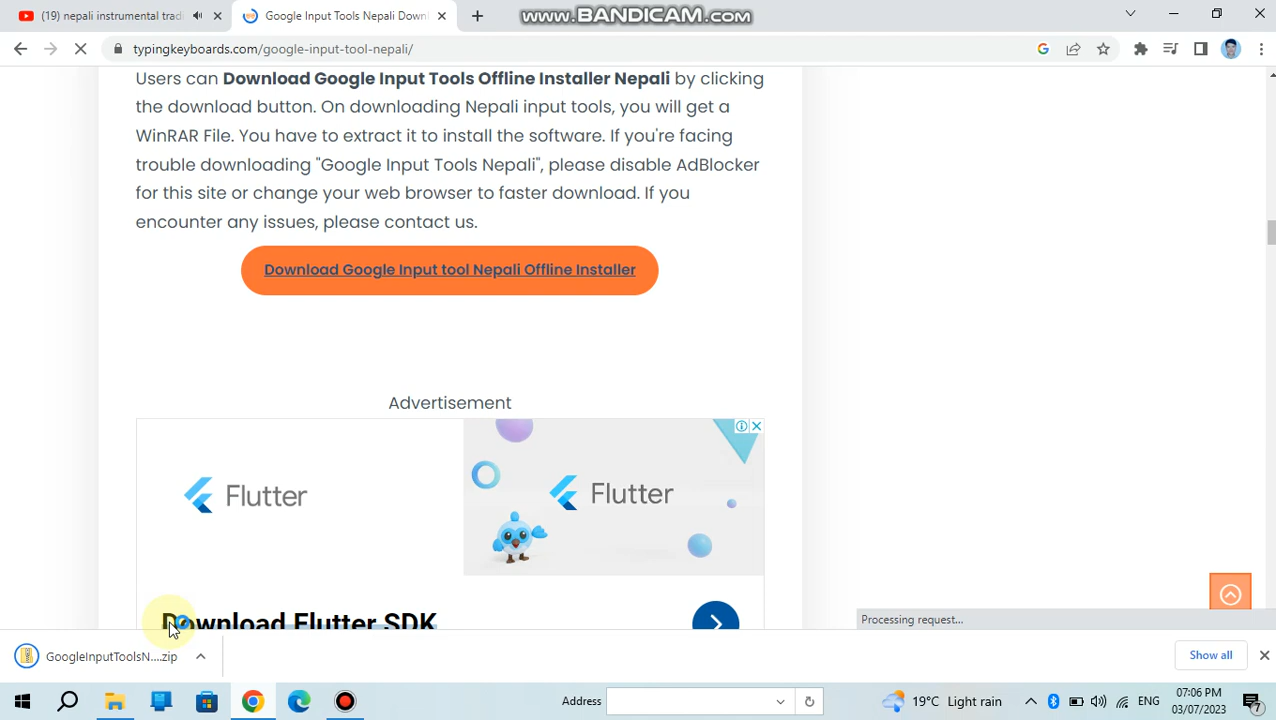 WWW.BANDICAM.COM
(19) nepali instrumental tradi
Google Input Tools Nepali Down
typingkeyboards.com/google-input-tool-nepali/
Users can Download Google Input Tools Offline Installer Nepali by clicking
the download button. On downloading Nepali input tools, you will get a
WinRAR File. You have to extract it to install the software. If you're facing
trouble downloading "Google Input Tools Nepali", please disable AdBlocker
for this site or change your web browser to faster download. If you
encounter any issues, please contact us.
Download Google Input tool Nepali Offline Installer
Advertisement
Flutter
Flutter
Download Flutter SDK
Processing request...
GoogleInputToolsN....zip
Show all
Address
19°C Light rain
ENG
07:06 PM
03/07/2023
7